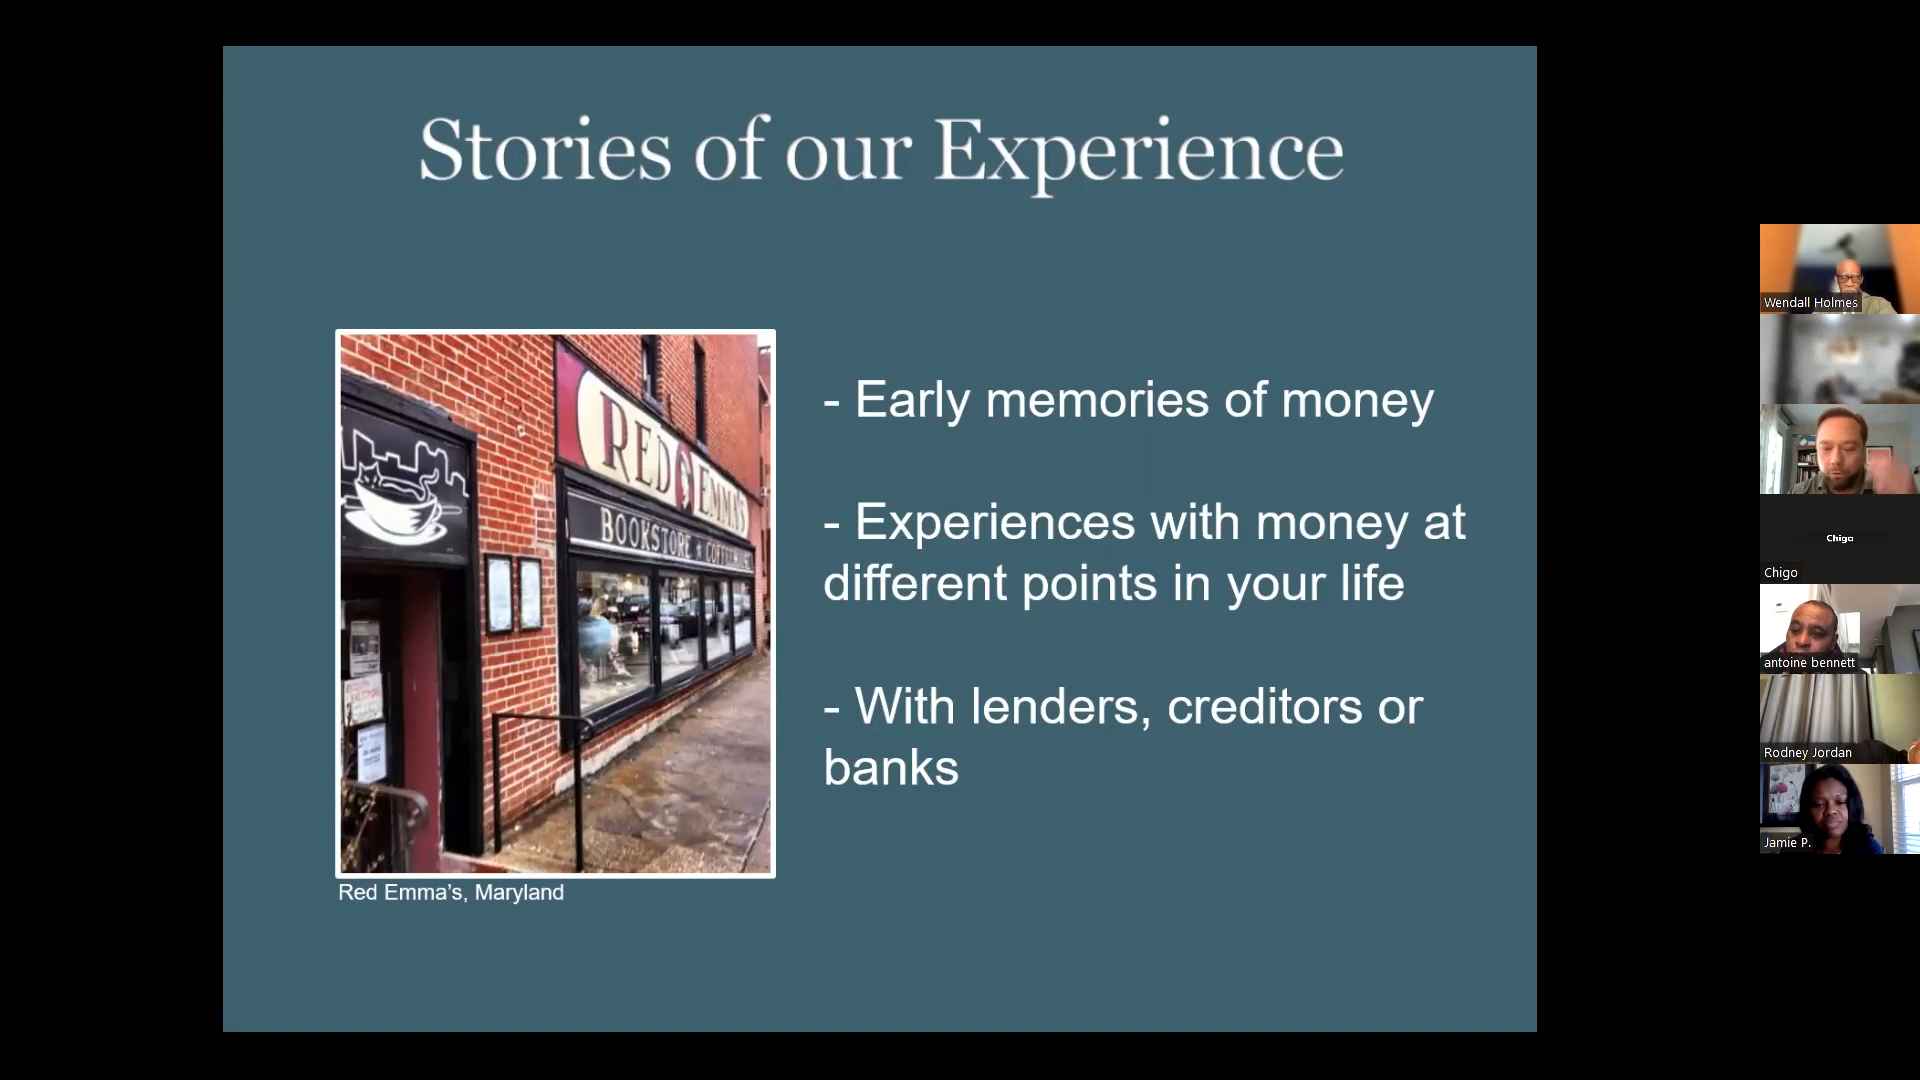 Stories of our Experience
RED EMMA'S
BOOKSTORE
- Early memories of money
- Experiences with money at
different points in your life
- With lenders, creditors or
banks
Red Emma's, Maryland
Wendall Holmes
Chigo
Chigo
antoine bennett
Rodney Jordan
Jamie P.